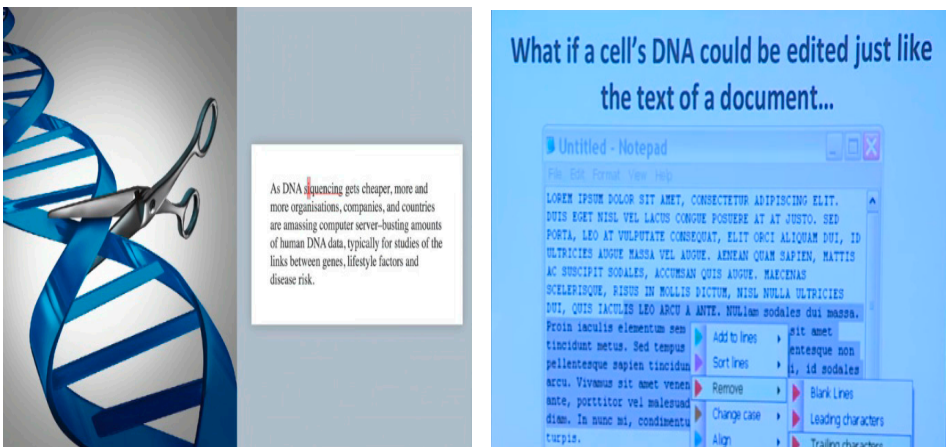 As DNA siquencing gets cheaper, more and
more organisations, companies, and countries
are amassing computer server–busting amounts
of human DNA data, typically for studies of the
links between genes, lifestyle factors and
disease risk.
What if a cell's DNA could be edited just like
the text of a document...
Untitled - Notepad
File Edit Format View Help
LOREM IPSUM DOLOR SIT AMET, CONSECTETUR ADIPISCING ELIT.
DUIS EGET NISL VEL LACUS CONGUE POSUERE AT AT JUSTO. SED
PORTA, LEO AT VULPUTATE CONSEQUAT, ELIT ORCI ALIQUAM DUI, ID
ULTRICIES AUGUE MASSA VEL AUGUE. AENEAN QUAM SAPIEN, MATTIS
AC SUSCIPIT SODALES, ACCUMSAN QUIS AUGUE. MAECENAS
SCELERISQUE, RISUS IN MOLLIS DICTUM, NISL NULLA ULTRICIES
DUI, QUIS IACULIS LEO ARCU A ANTE. NUllam sodales dui massa.
Proin iaculis elementum sem sit amet
tincidunt metus. Sed tempus entesque non
pellentesque sapien tincidun i, id sodales
arcu. Vivamus sit amet venen
ante, porttitor vel malesuad
diam. In nunc mi, condimentu
turpis.
Add to lines
Sort lines
Remove
Change case
Align
Blank Lines
Leading characters
Trailing characters